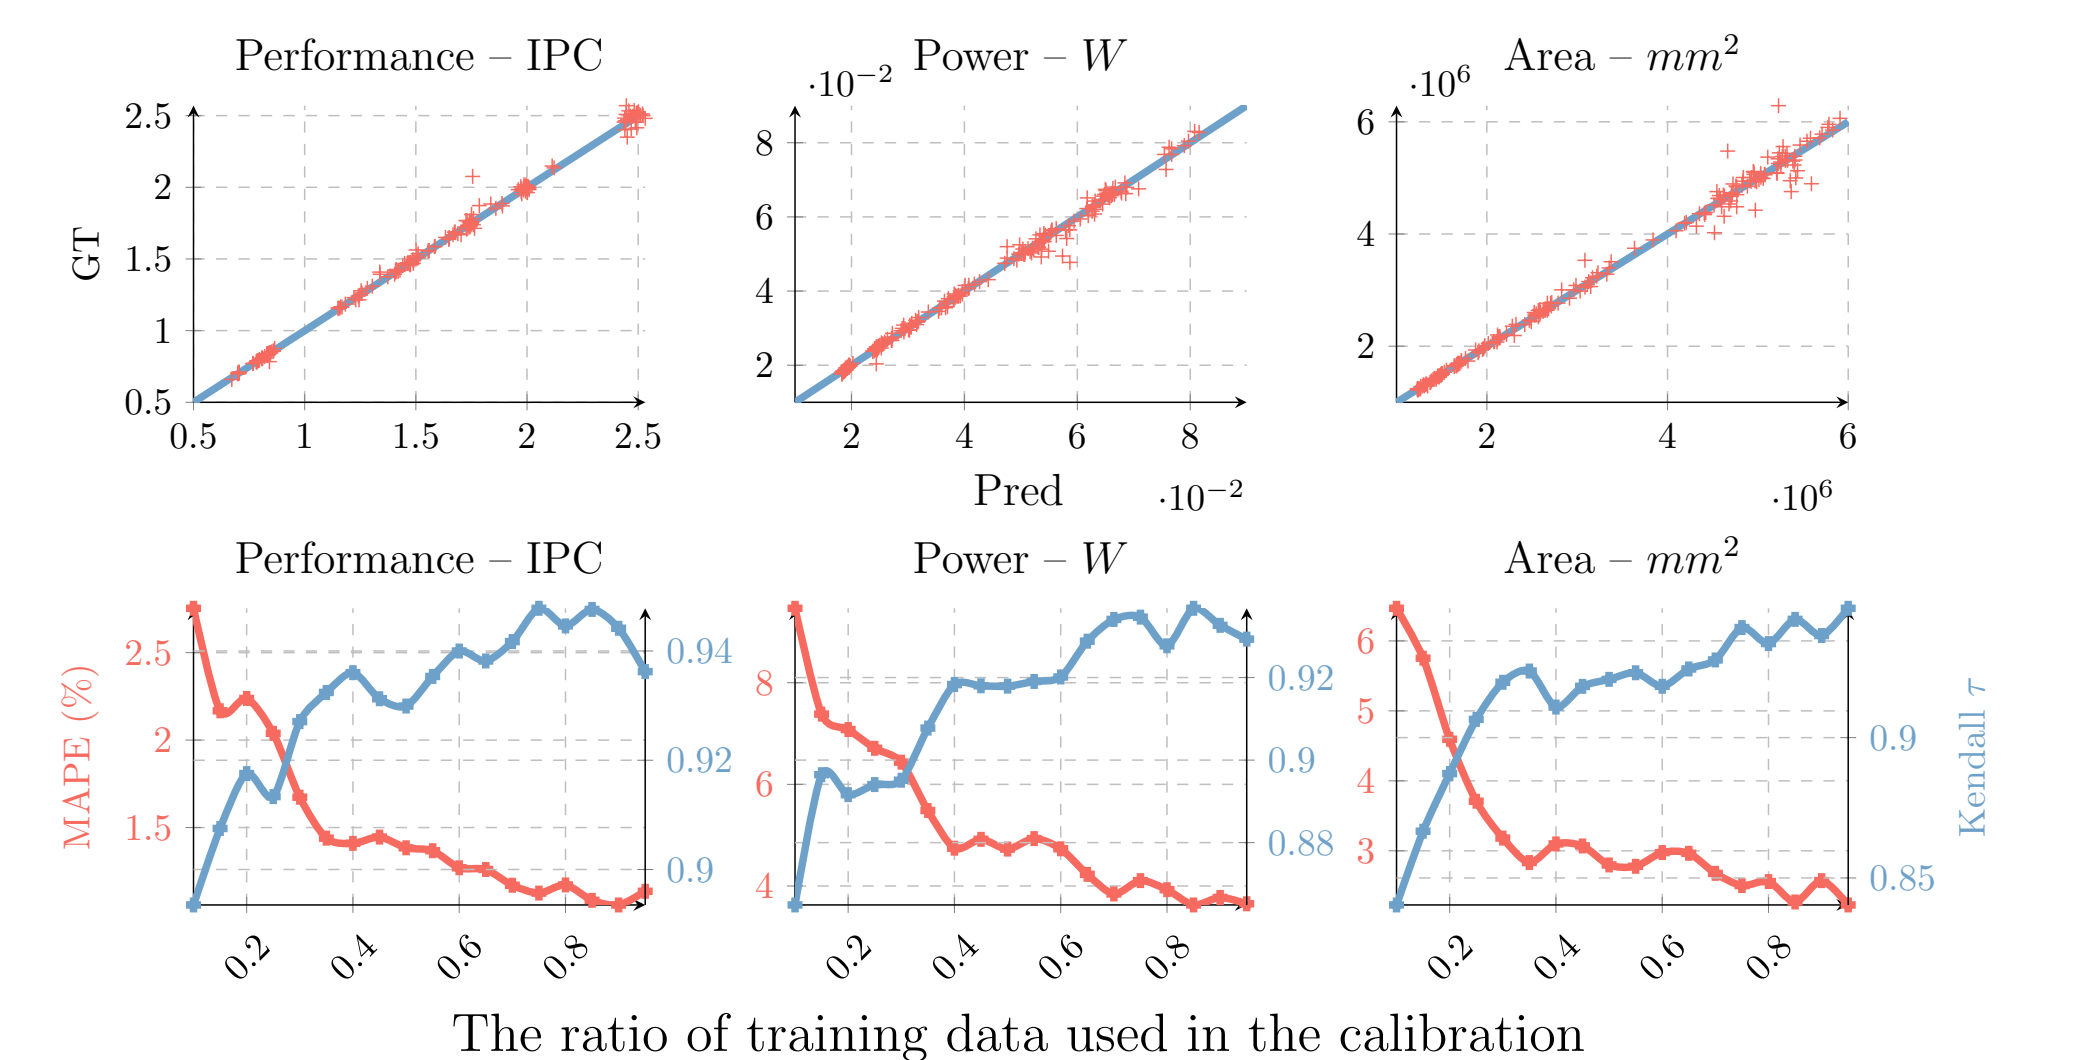 Performance – IPC
Power – W
Area – mm²
·10⁻²
·10⁶
GT
2.5
2
1.5
1
0.5
0.5 1 1.5 2 2.5
8
6
4
2
2 4 6 8
6
4
2
2 4 6
Pred
·10⁻²
·10⁶
Performance – IPC
Power – W
Area – mm²
MAPE (%)
2.5
2
1.5
0.94
0.92
0.9
0.2 0.4 0.6 0.8
8
6
4
0.92
0.9
0.88
0.2 0.4 0.6 0.8
6
5
4
3
0.9
0.85
0.2 0.4 0.6 0.8
Kendall τ
The ratio of training data used in the calibration